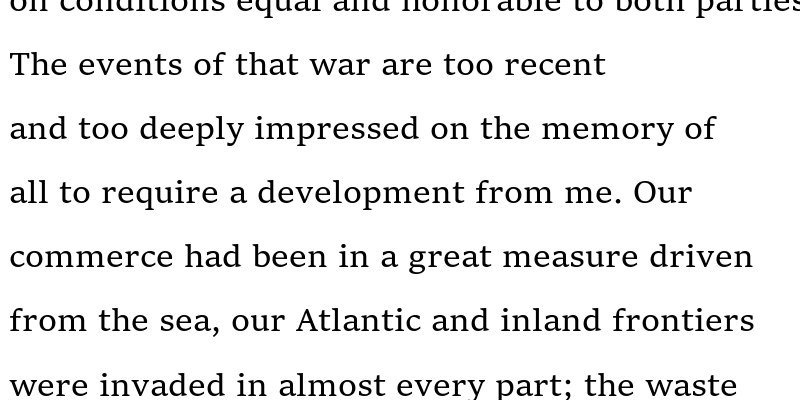 on conditions equal and honorable to both parties
The events of that war are too recent
and too deeply impressed on the memory of
all to require a development from me. Our
commerce had been in a great measure driven
from the sea, our Atlantic and inland frontiers
were invaded in almost every part; the waste